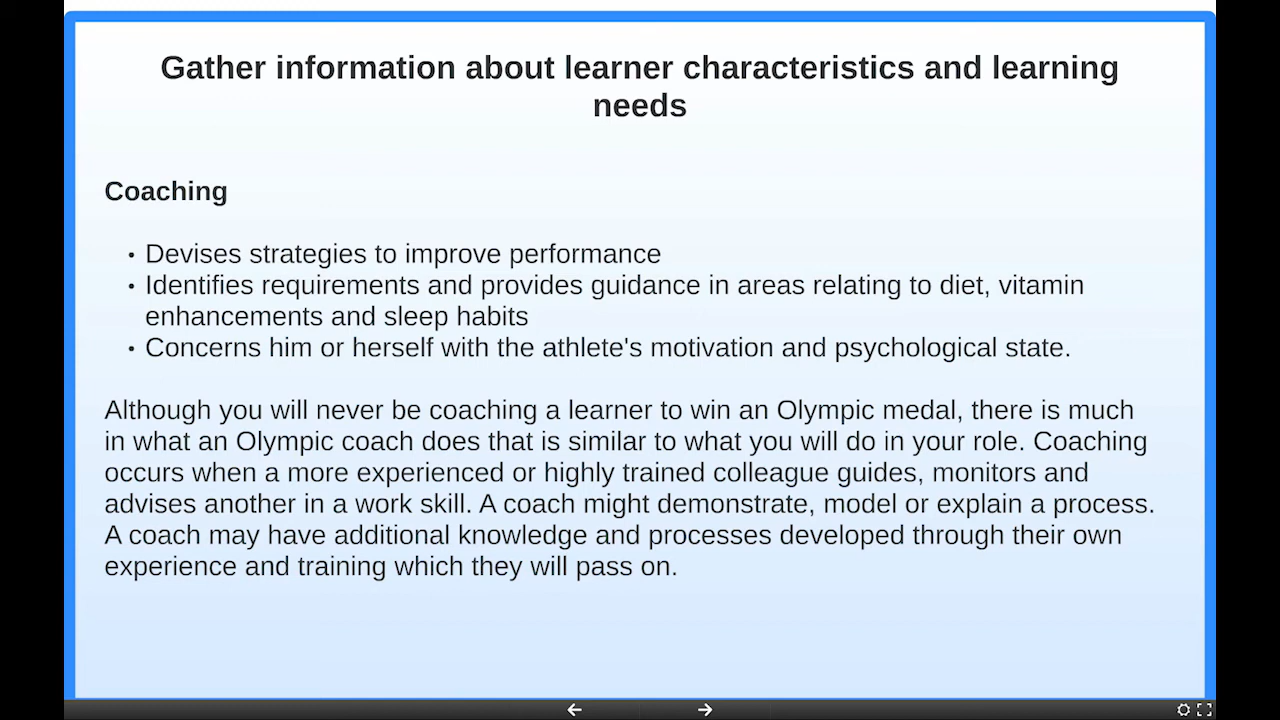 Gather information about learner characteristics and learning
needs
Coaching
• Devises strategies to improve performance
• Identifies requirements and provides guidance in areas relating to diet, vitamin
enhancements and sleep habits
• Concerns him or herself with the athlete's motivation and psychological state.
Although you will never be coaching a learner to win an Olympic medal, there is much
in what an Olympic coach does that is similar to what you will do in your role. Coaching
occurs when a more experienced or highly trained colleague guides, monitors and
advises another in a work skill. A coach might demonstrate, model or explain a process.
A coach may have additional knowledge and processes developed through their own
experience and training which they will pass on.